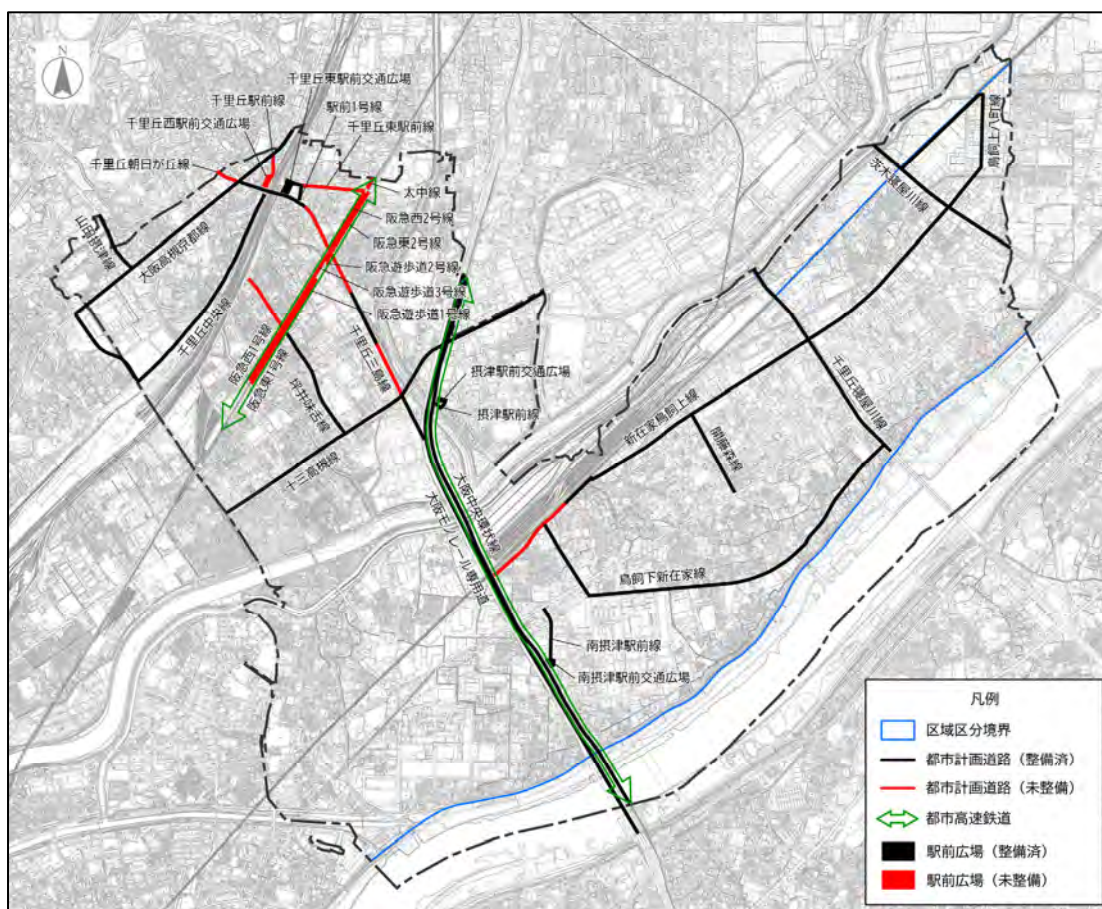 N
千里丘東駅前交通広場
千里丘駅前線
駅前1号線
千里丘西駅前交通広場
千里丘東駅前線
千里丘朝日が丘線
太中線
阪急西2号線
阪急東2号線
阪急遊歩道2号線
阪急遊歩道3号線
阪急遊歩道1号線
山田摂津線
大阪高槻京都線
千里丘中央線
阪急西1号線
阪急東1号線
坪井味舌線
千里丘三島線
十三高槻線
摂津駅前交通広場
摂津駅前線
大阪中央環状線
大阪モノレール専用道
新在家鳥飼上線
鳥飼上八町線
茨木寝屋川線
千里丘寝屋川線
鳥飼下新在家線
南摂津駅前線
南摂津駅前交通広場
凡例
区域区分境界
都市計画道路（整備済）
都市計画道路（未整備）
都市高速鉄道
駅前広場（整備済）
駅前広場（未整備）